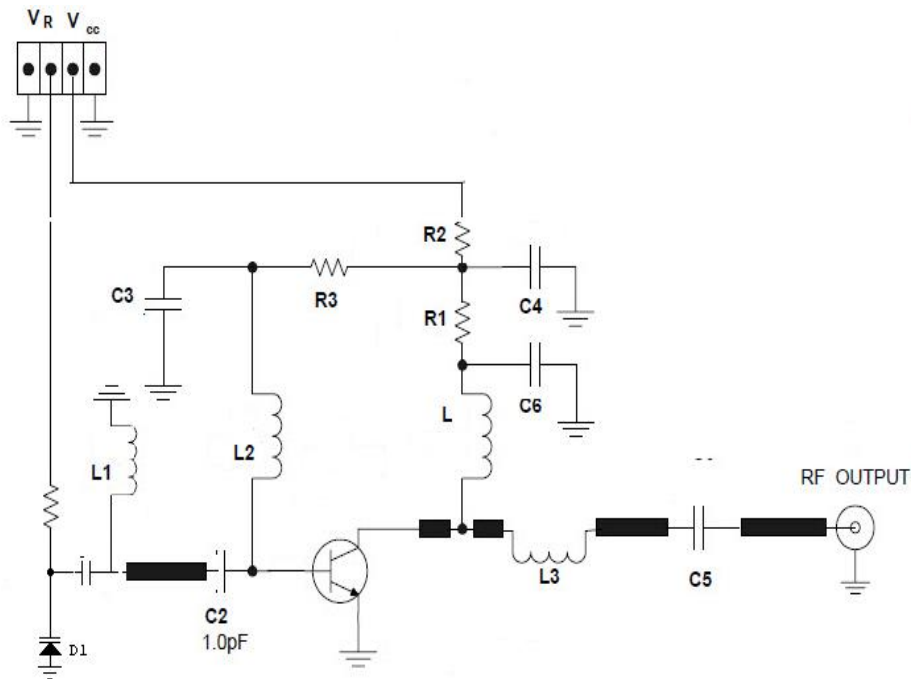 VR Vcc
R2
C3
R3
C4
R1
L
C6
L1
L2
RF OUTPUT
L3
C5
C2
1.0pF
D1